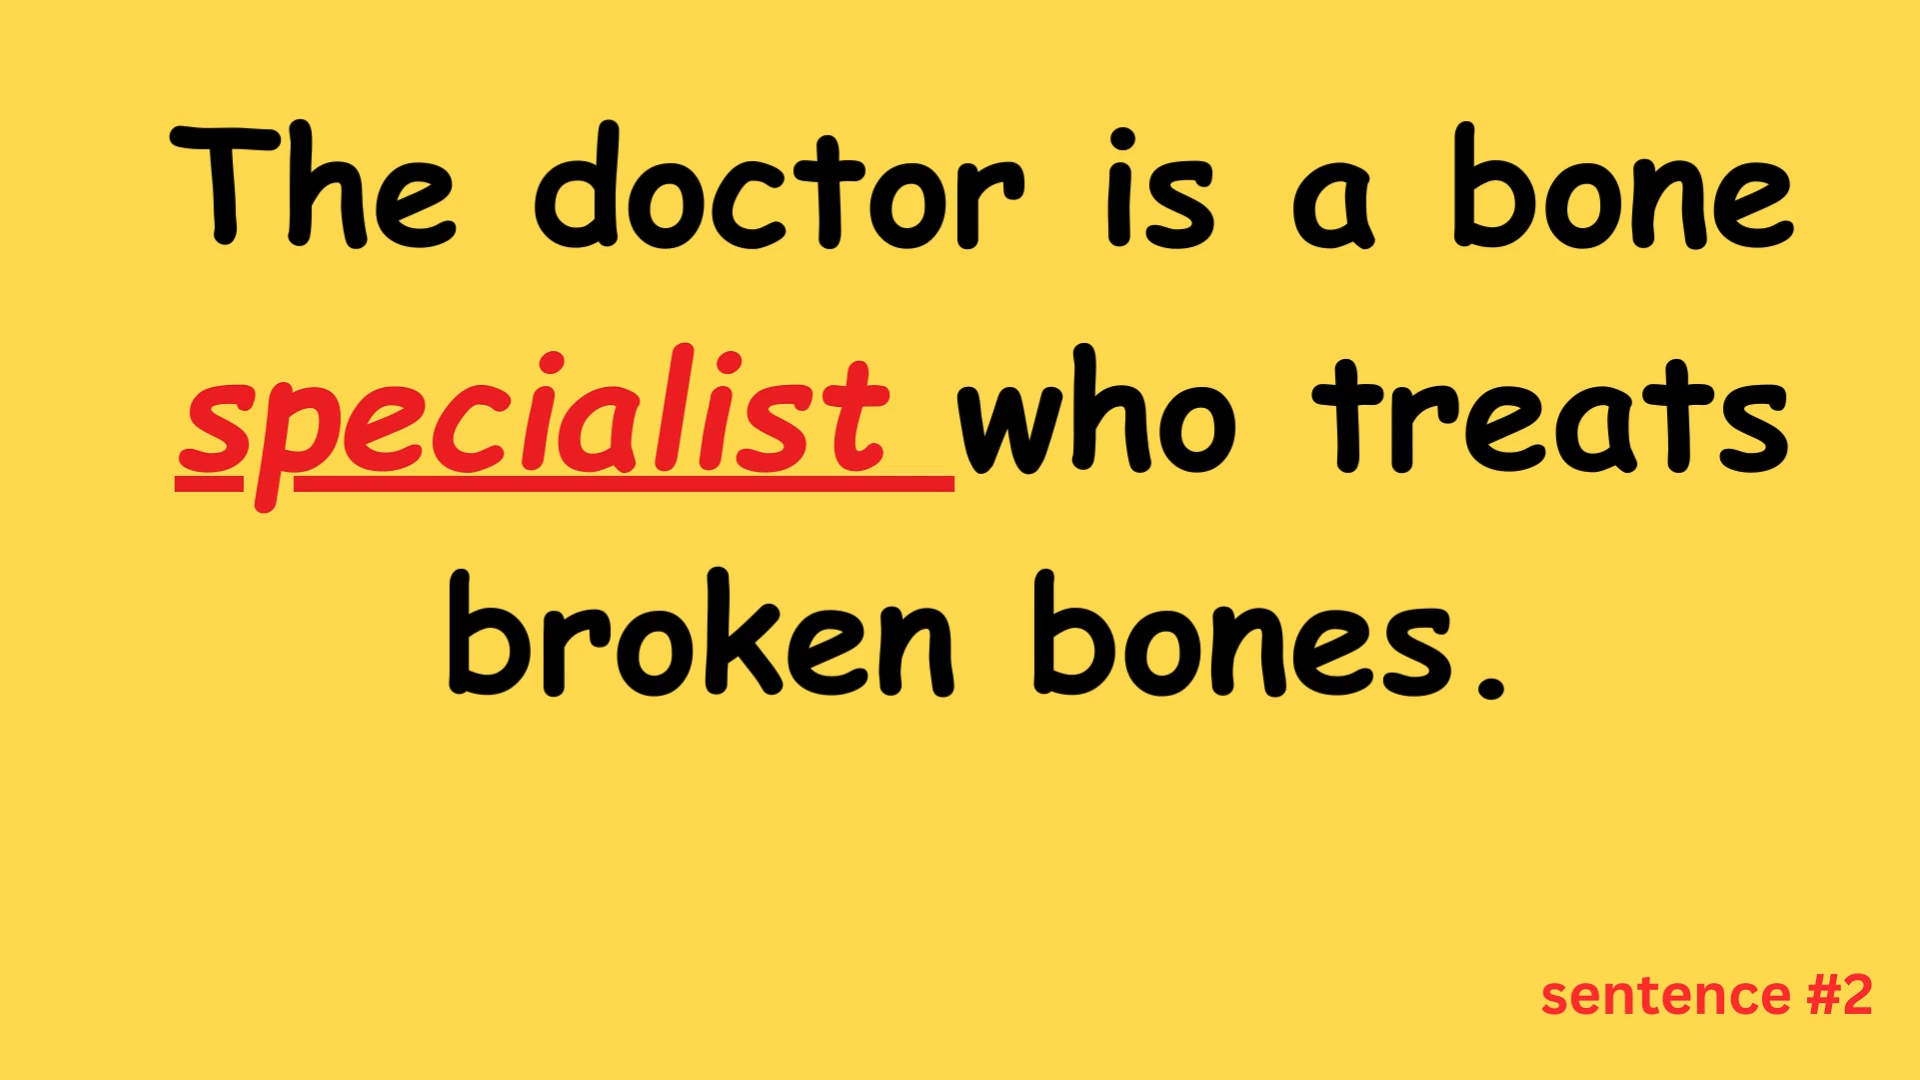 The doctor is a bone
specialist who treats
broken bones.
sentence #2